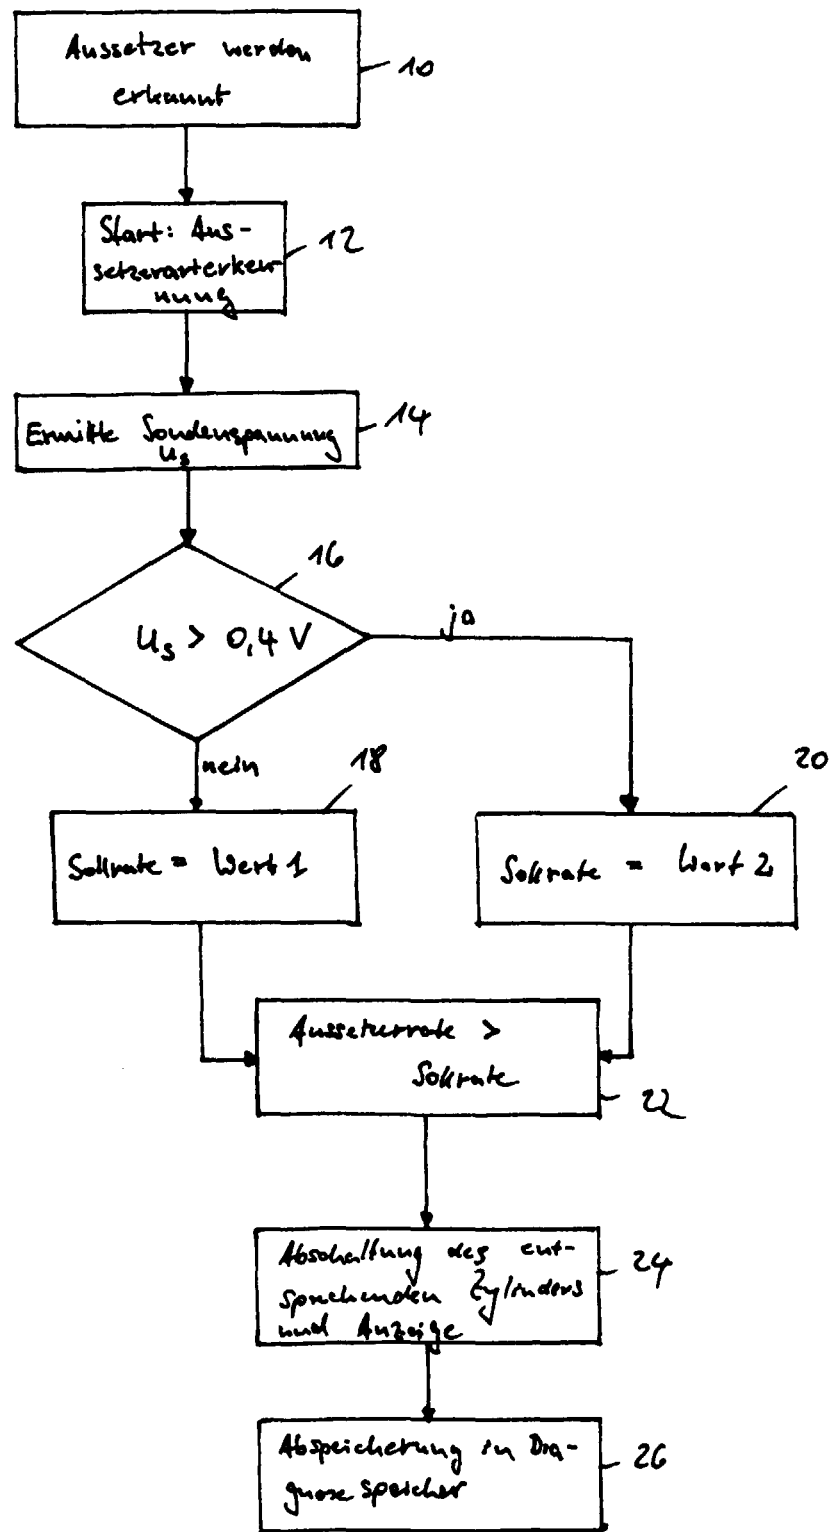 Aussetzer werden
erkannt
10
Start: Aus-
setzerarterken-
nung
12
Ermittle Sondenspannung
us
14
16
us > 0,4 V
ja
nein
18
20
Sollrate = Wert 1
Sollrate = Wert 2
Aussetzerrate >
Sollrate
22
Abschaltung des ent-
sprechenden Zylinders
und Anzeige
24
Abspeicherung in Dia-
gnosespeicher
26